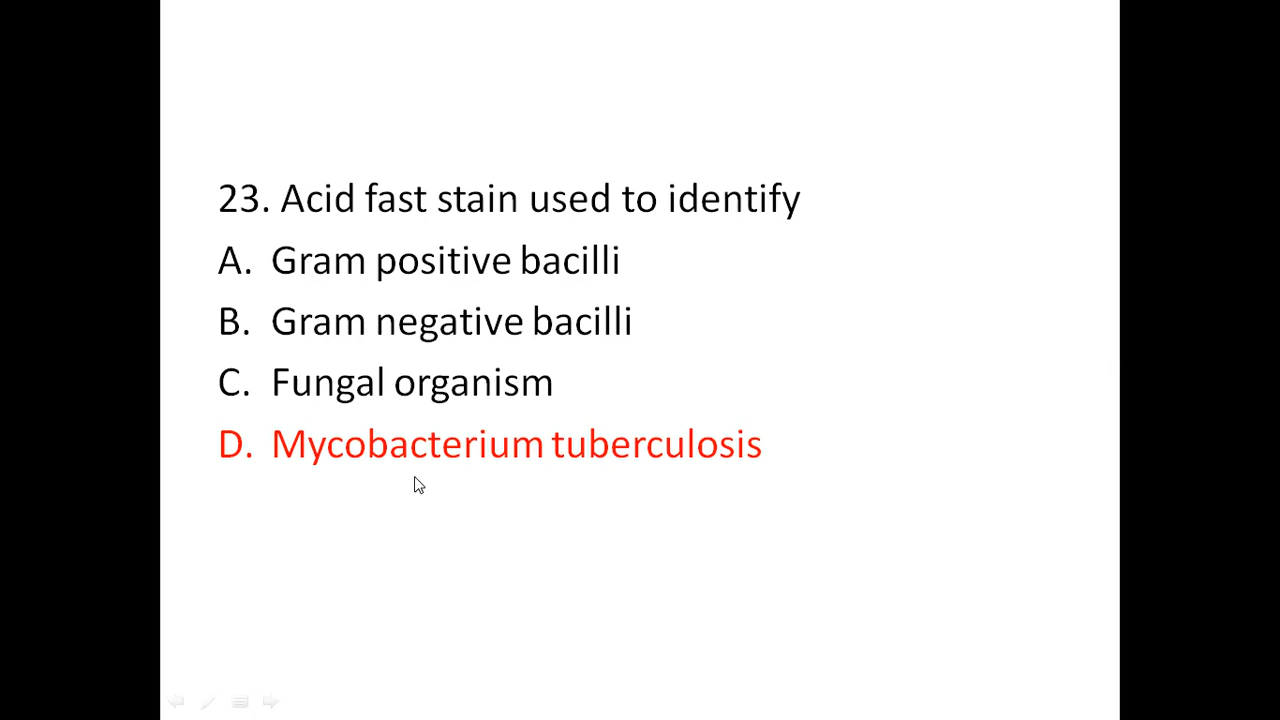 23. Acid fast stain used to identify
A. Gram positive bacilli
B. Gram negative bacilli
C. Fungal organism
D. Mycobacterium tuberculosis